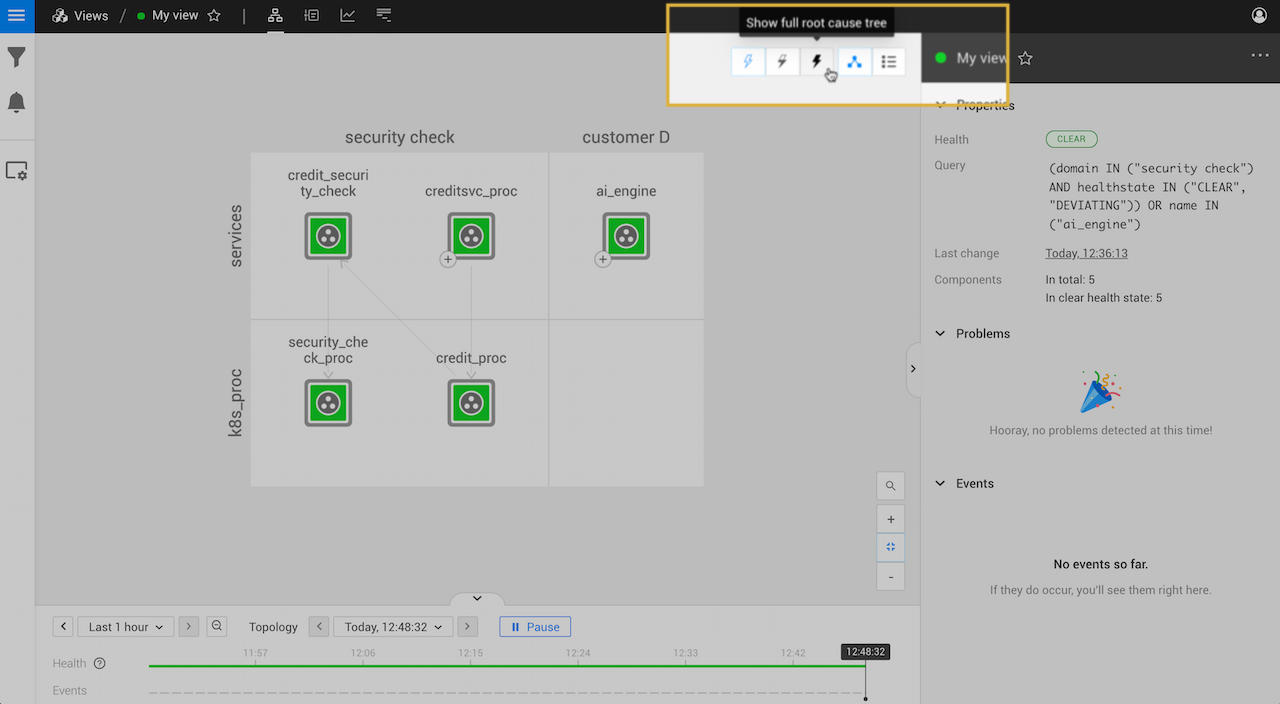 Views / My view
Show full root cause tree
My view
Properties
Health CLEAR
Query (domain IN ("security check")
AND healthstate IN ("CLEAR",
"DEVIATING")) OR name IN
("ai_engine")
Last change Today, 12:36:13
Components In total: 5
In clear health state: 5
Problems
Hooray, no problems detected at this time!
Events
No events so far.
If they do occur, you'll see them right here.
security check
customer D
services
credit_securi
ty_check
creditsvc_proc
ai_engine
+
+
k8s_proc
security_che
ck_proc
credit_proc
+
-
Last 1 hour Topology Today, 12:48:32 Pause
11:57 12:06 12:15 12:24 12:33 12:42 12:48:32
Health ?
Events